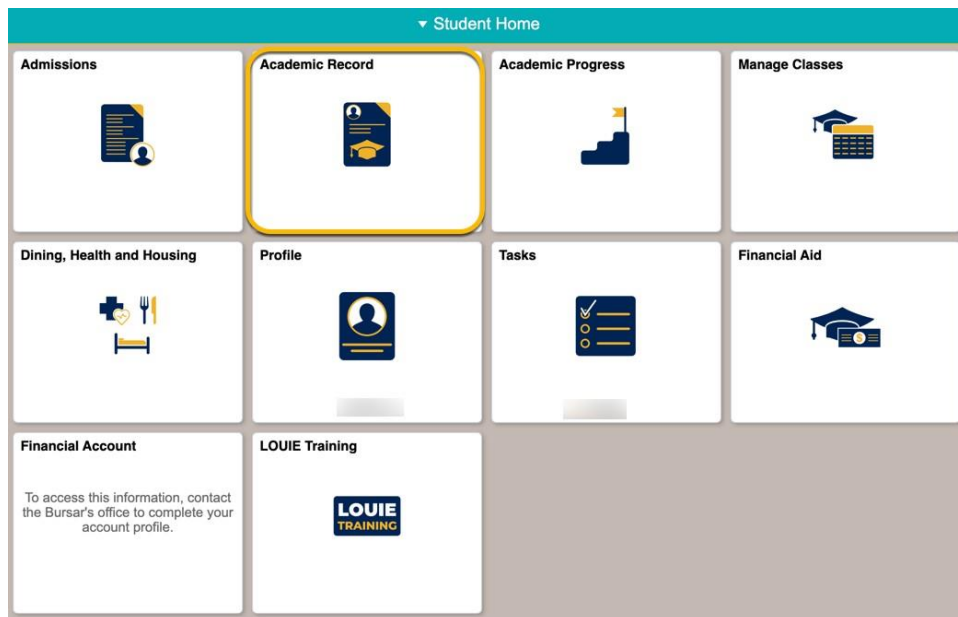 Student Home
Admissions
Academic Record
Academic Progress
Manage Classes
Dining, Health and Housing
Profile
Tasks
Financial Aid
$
Financial Account
To access this information, contact
the Bursar's office to complete your
account profile.
LOUIE Training
LOUIE
TRAINING